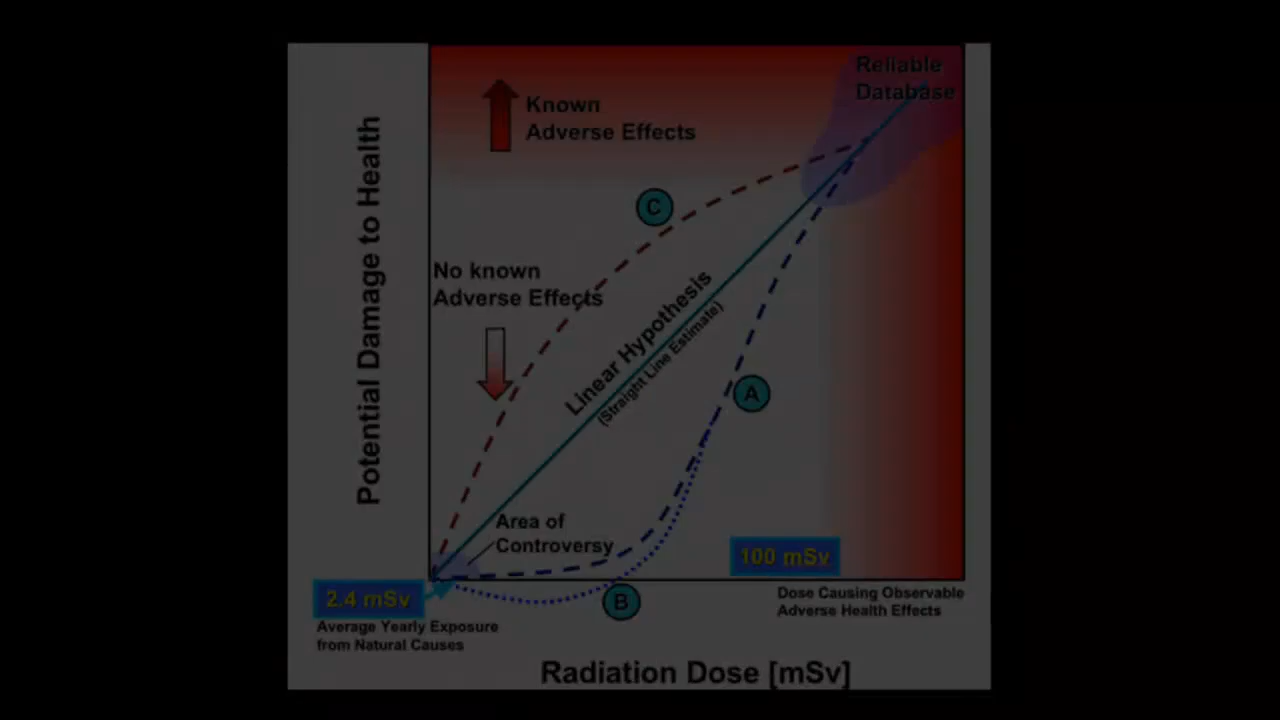 Reliable
Database
Known
Adverse Effects
Potential Damage to Health
C
No known
Adverse Effects
Linear Hypothesis
(Straight Line Estimate)
A
Area of
Controversy
100 mSv
2.4 mSv
B
Dose Causing Observable
Adverse Health Effects
Average Yearly Exposure
from Natural Causes
Radiation Dose [mSv]